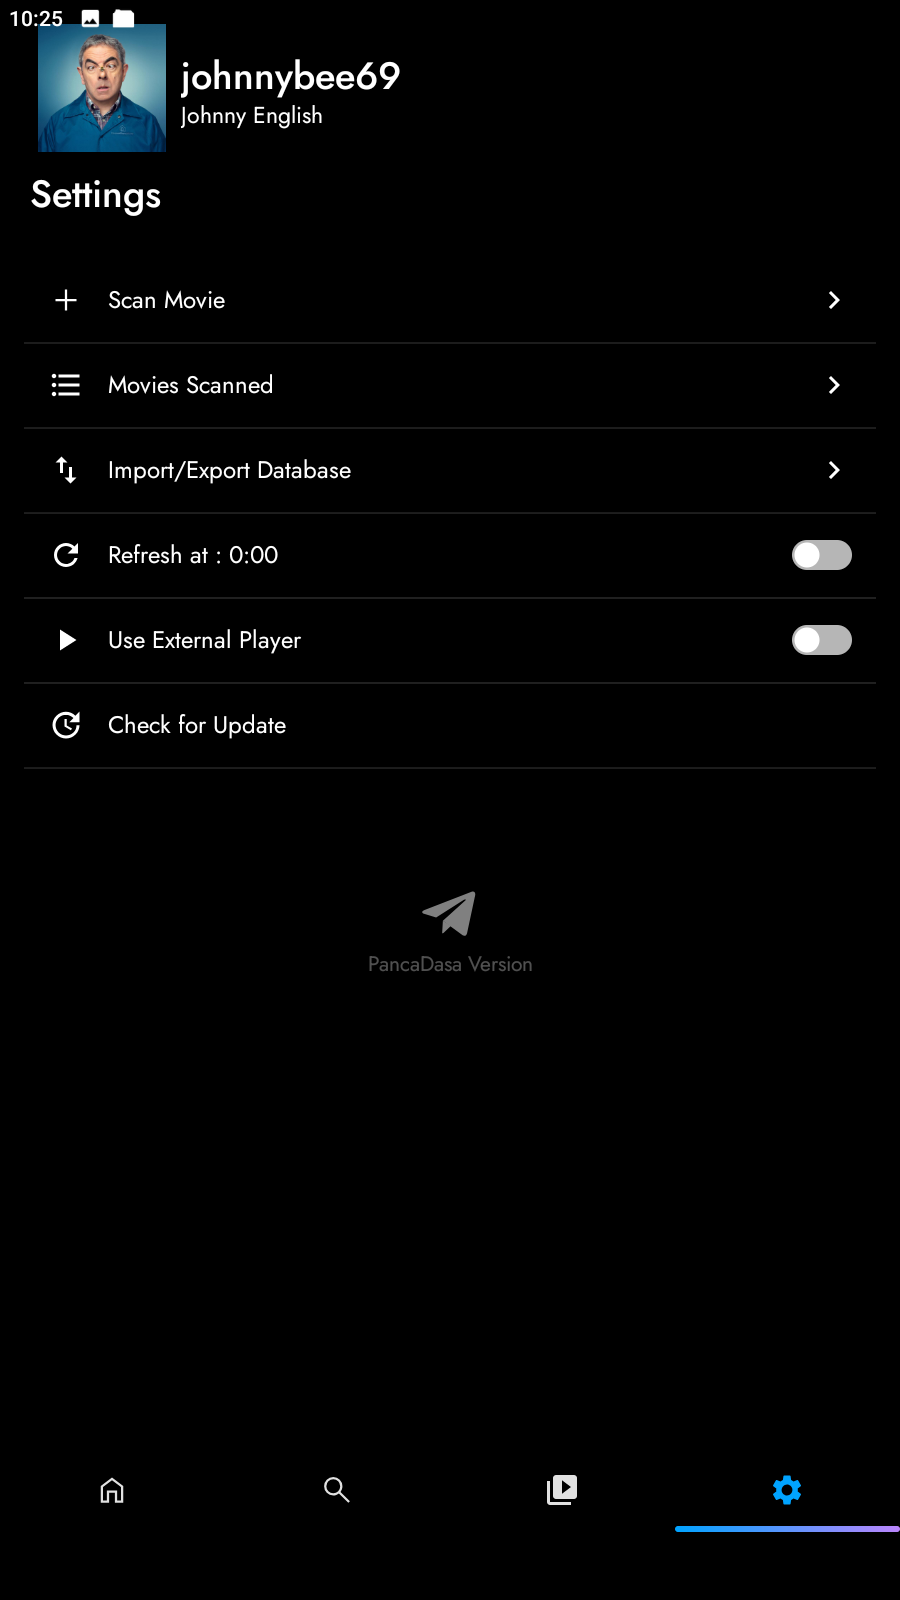 10:25
johnnybee69
Johnny English
Settings
Scan Movie
Movies Scanned
Import/Export Database
Refresh at : 0:00
Use External Player
Check for Update
PancaDasa Version